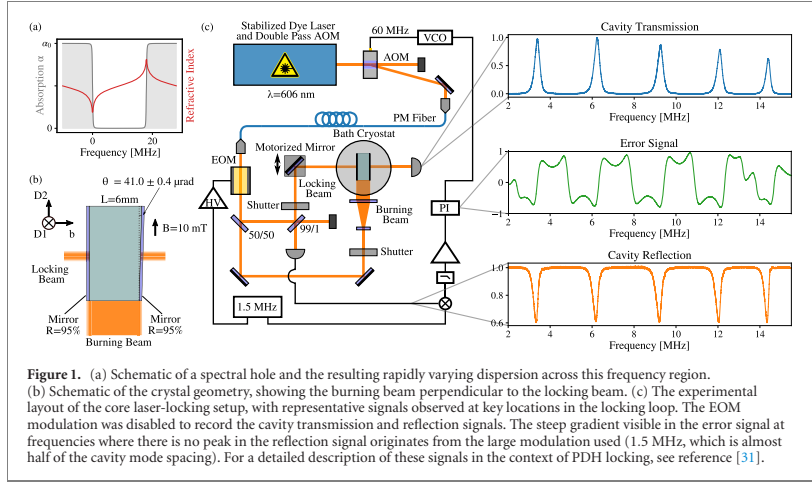 (a)
α₀
Absorption α
0
Refractive Index
0
18
Frequency [MHz]
(b)
θ = 41.0 ± 0.4 μrad
L=6mm
D2
D1
b
B=10 mT
Locking
Beam
Mirror
R=95%
Mirror
R=95%
Burning Beam
(c)
Stabilized Dye Laser
and Double Pass AOM
λ=606 nm
60 MHz
VCO
AOM
PM Fiber
Bath Cryostat
Motorized Mirror
EOM
Locking
Beam
HV
Shutter
Burning
Beam
PI
50/50
99/1
Shutter
1.5 MHz
Cavity Transmission
1.0
0.5
0.0
2 4 6 8 10 12 14
Frequency [MHz]
Error Signal
1
0
−1
2 4 6 8 10 12 14
Frequency [MHz]
Cavity Reflection
1.0
0.8
0.6
2 4 6 8 10 12 14
Frequency [MHz]
Figure 1. (a) Schematic of a spectral hole and the resulting rapidly varying dispersion across this frequency region.
(b) Schematic of the crystal geometry, showing the burning beam perpendicular to the locking beam. (c) The experimental
layout of the core laser-locking setup, with representative signals observed at key locations in the locking loop. The EOM
modulation was disabled to record the cavity transmission and reflection signals. The steep gradient visible in the error signal at
frequencies where there is no peak in the reflection signal originates from the large modulation used (1.5 MHz, which is almost
half of the cavity mode spacing). For a detailed description of these signals in the context of PDH locking, see reference [31].